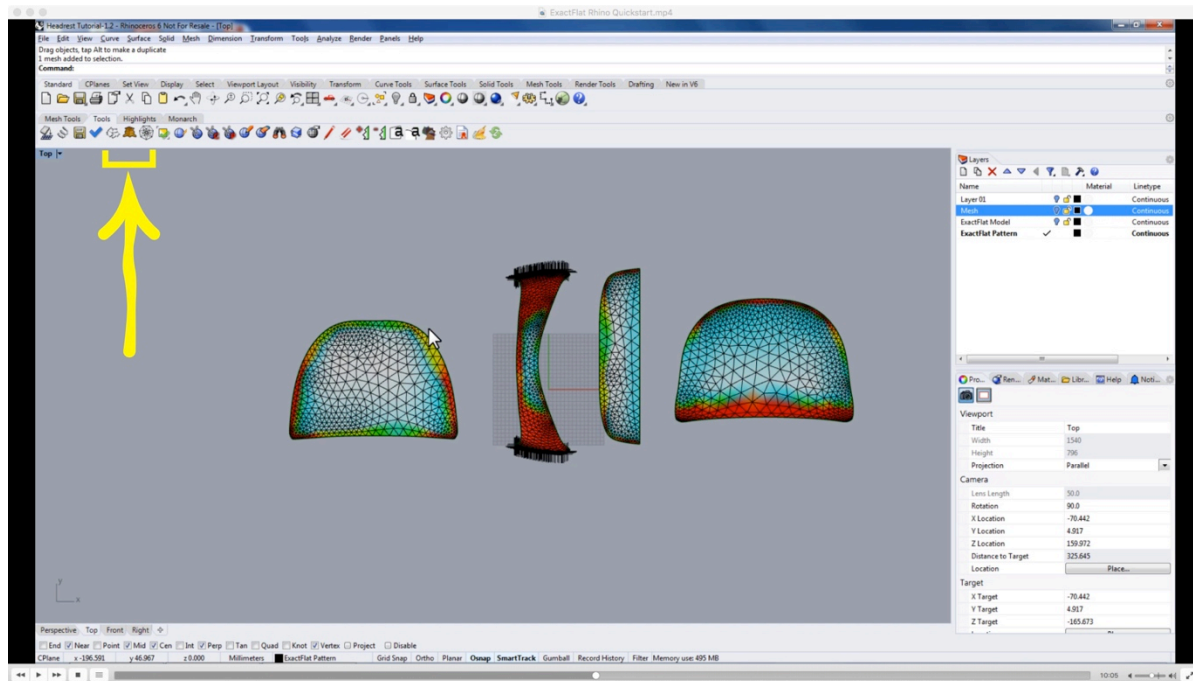 ExactFlat Rhino Quickstart.mp4
Headrest Tutorial-1.2 - Rhinoceros 6 Not For Resale - [Top]
File Edit View Curve Surface Solid Mesh Dimension Transform Tools Analyze Render Panels Help
Drag objects, tap Alt to make a duplicate
1 mesh added to selection.
Command:
Standard CPlanes Set View Display Select Viewport Layout Visibility Transform Curve Tools Surface Tools Solid Tools Mesh Tools Render Tools Drafting New in V6
Mesh Tools Tools Highlights Monarch
Top
Layers
Name Material Linetype
Layer 01 Continuous
Mesh Continuous
ExactFlat Model Continuous
ExactFlat Pattern Continuous
Pro... Ren... Mat... Libr... Help Noti...
Viewport
Title Top
Width 1540
Height 796
Projection Parallel
Camera
Lens Length 50.0
Rotation 90.0
X Location -70.442
Y Location 4.917
Z Location 159.972
Distance to Target 325.645
Location Place...
Target
X Target -70.442
Y Target 4.917
Z Target -165.673
y
x
Perspective Top Front Right
End Near Point Mid Cen Int Perp Tan Quad Knot Vertex Project Disable
CPlane x -196.591 y 46.967 z 0.000 Millimeters ExactFlat Pattern Grid Snap Ortho Planar Osnap SmartTrack Gumball Record History Filter Memory use: 495 MB
10:05